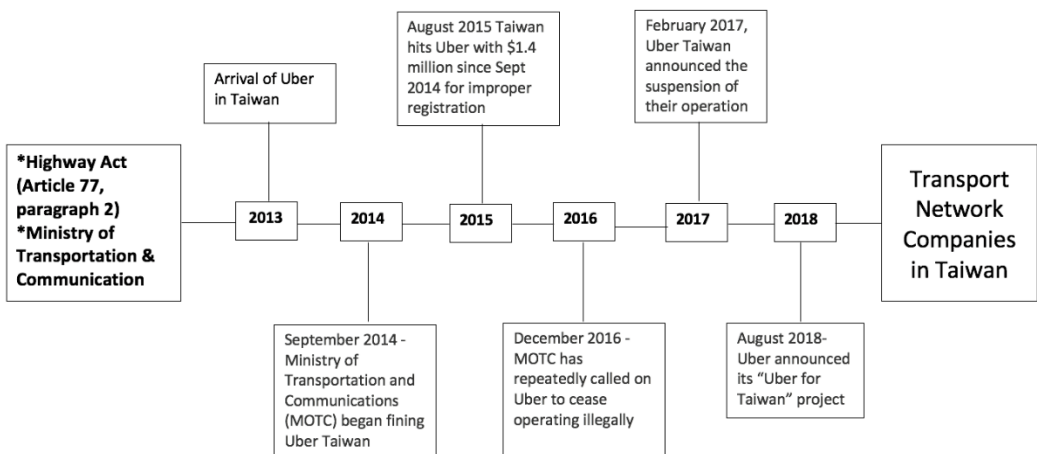 *Highway Act
(Article 77,
paragraph 2)
*Ministry of
Transportation &
Communication
Arrival of Uber
in Taiwan
2013
2014
September 2014 -
Ministry of
Transportation and
Communications
(MOTC) began fining
Uber Taiwan
August 2015 Taiwan
hits Uber with $1.4
million since Sept
2014 for improper
registration
2015
2016
December 2016 -
MOTC has
repeatedly called on
Uber to cease
operating illegally
February 2017,
Uber Taiwan
announced the
suspension of
their operation
2017
2018
August 2018-
Uber announced
its “Uber for
Taiwan” project
Transport
Network
Companies
in Taiwan